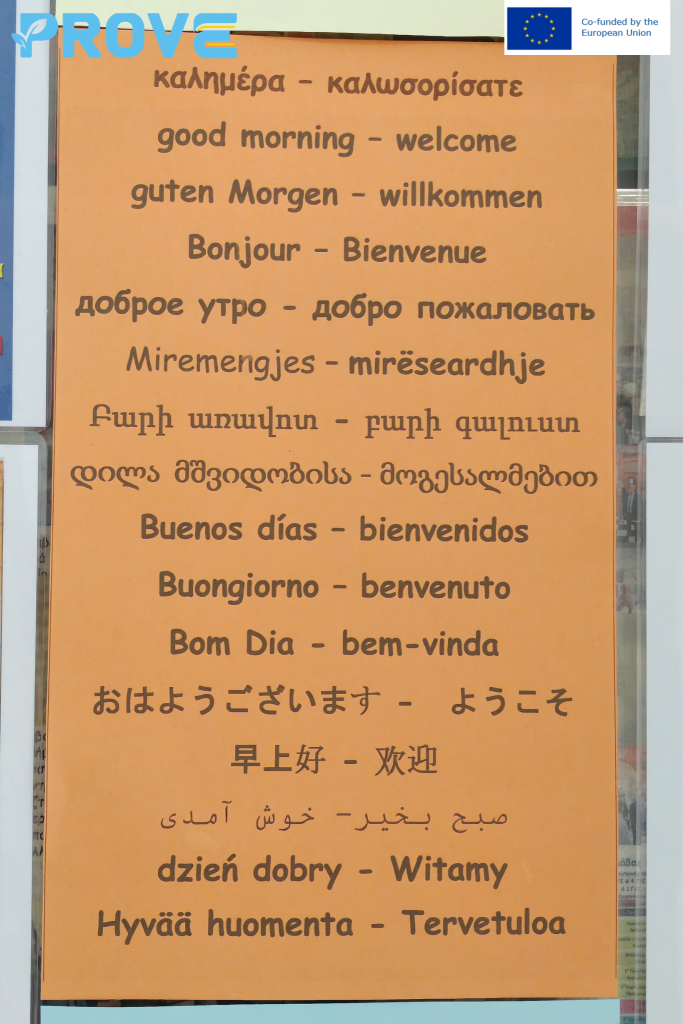 PROVE
Co-funded by the
European Union
καλημέρα – καλωσορίσατε
good morning – welcome
guten Morgen – willkommen
Bonjour – Bienvenue
доброе утро - добро пожаловать
Miremengjes – mirëseardhje
Բարի առավոտ - բարի գալուստ
დილა მშვიდობისა - მოგესალმებით
Buenos días – bienvenidos
Buongiorno – benvenuto
Bom Dia - bem-vinda
おはようございます - ようこそ
早上好 - 欢迎
صبح بخیر– خوش آمدی
dzień dobry - Witamy
Hyvää huomenta - Tervetuloa